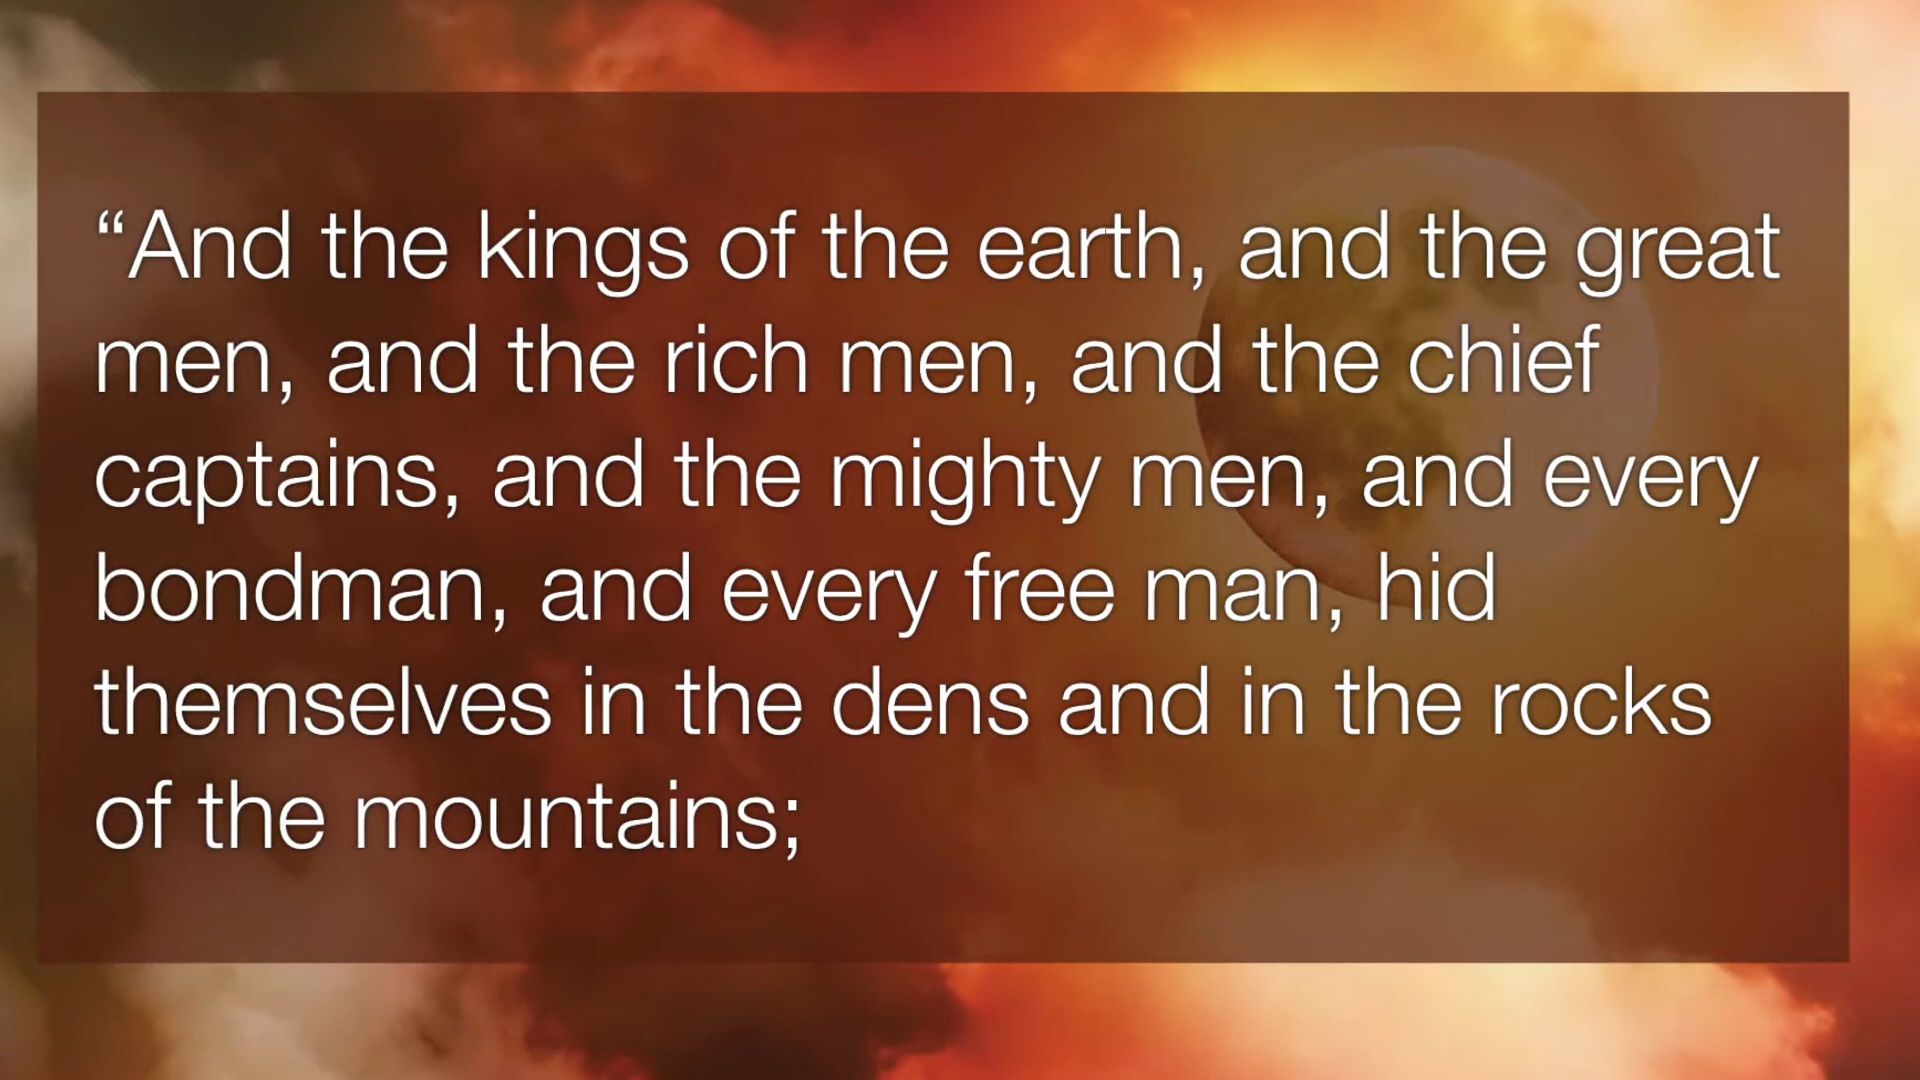 “And the kings of the earth, and the great
men, and the rich men, and the chief
captains, and the mighty men, and every
bondman, and every free man, hid
themselves in the dens and in the rocks
of the mountains;